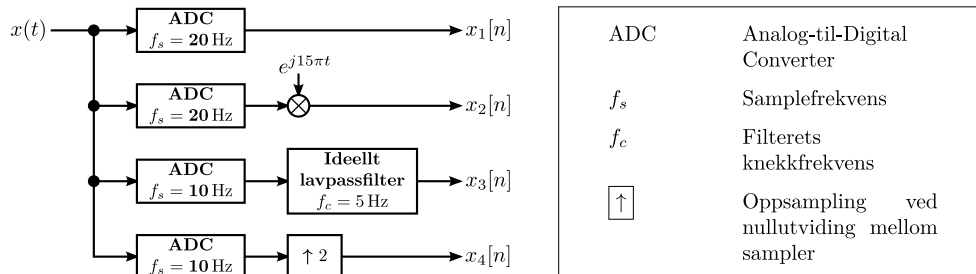 x(t)
ADC
f_s = 20 Hz
x_1[n]
e^{j15πt}
ADC
f_s = 20 Hz
x_2[n]
ADC
f_s = 10 Hz
Ideellt
lavpassfilter
f_c = 5 Hz
x_3[n]
ADC
f_s = 10 Hz
↑ 2
x_4[n]
ADC Analog-til-Digital
Converter
f_s Samplefrekvens
f_c Filterets
knekkfrekvens
↑ Oppsampling ved
nullutviding mellom
sampler